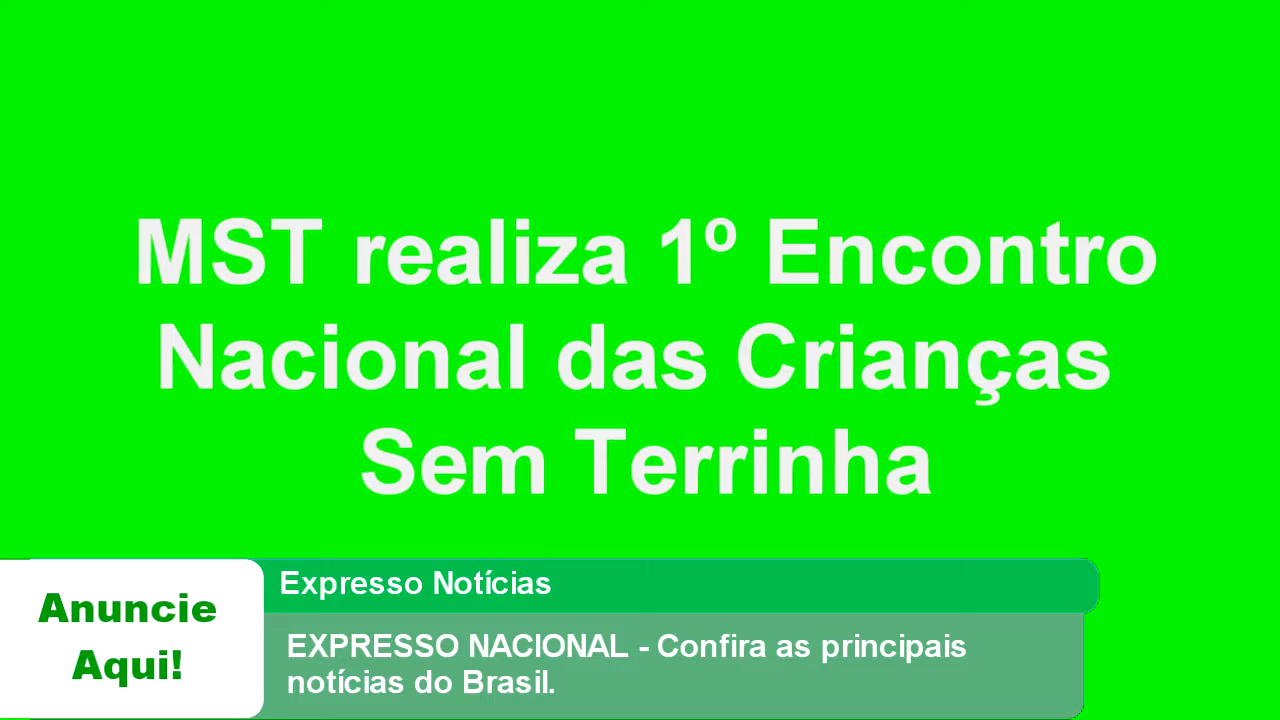 MST realiza 1º Encontro
Nacional das Crianças
Sem Terrinha
Anuncie
Aqui!
Expresso Notícias
EXPRESSO NACIONAL - Confira as principais
notícias do Brasil.